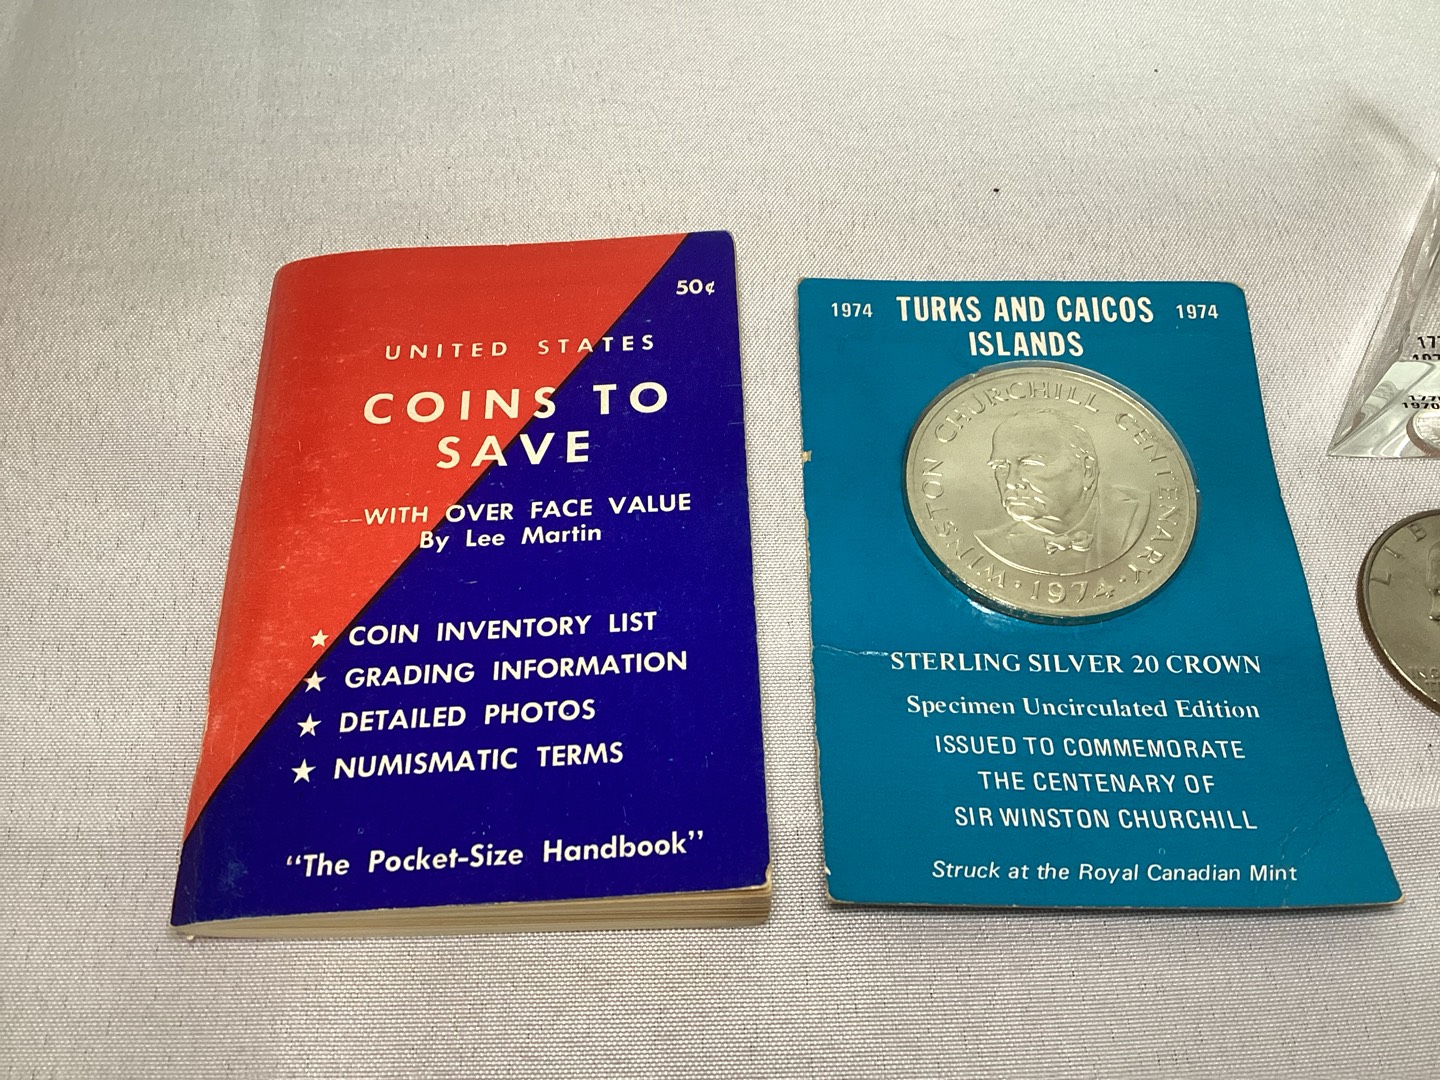 50¢
UNITED STATES
COINS TO
SAVE
WITH OVER FACE VALUE
By Lee Martin
★ COIN INVENTORY LIST
★ GRADING INFORMATION
★ DETAILED PHOTOS
★ NUMISMATIC TERMS
"The Pocket-Size Handbook"
1974 TURKS AND CAICOS 1974
ISLANDS
WINSTON CHURCHILL CENTENARY
· 1974 ·
STERLING SILVER 20 CROWN
Specimen Uncirculated Edition
ISSUED TO COMMEMORATE
THE CENTENARY OF
SIR WINSTON CHURCHILL
Struck at the Royal Canadian Mint
1970
LIB